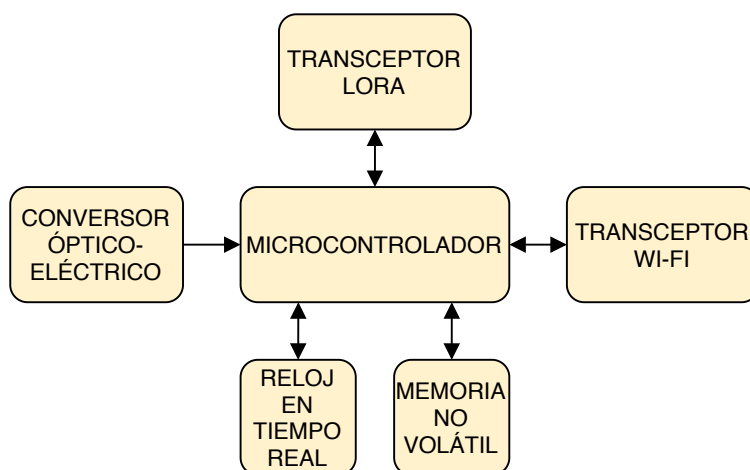 TRANSCEPTOR
LORA
CONVERSOR
ÓPTICO-
ELÉCTRICO
MICROCONTROLADOR
TRANSCEPTOR
WI-FI
RELOJ
EN
TIEMPO
REAL
MEMORIA
NO
VOLÁTIL